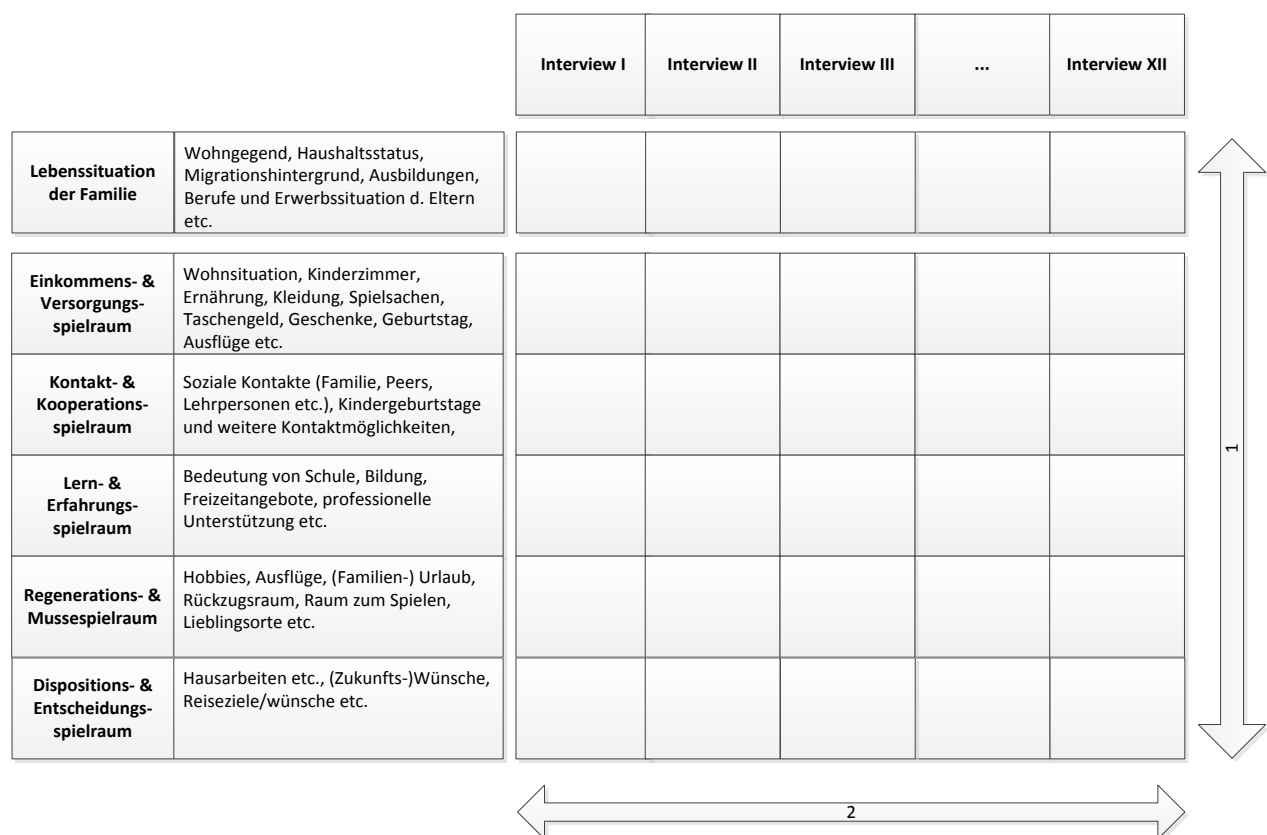 Interview I
Interview II
Interview III
...
Interview XII
Lebenssituation
der Familie
Wohngegend, Haushaltsstatus,
Migrationshintergrund, Ausbildungen,
Berufe und Erwerbssituation d. Eltern
etc.
Einkommens- &
Versorgungs-
spielraum
Wohnsituation, Kinderzimmer,
Ernährung, Kleidung, Spielsachen,
Taschengeld, Geschenke, Geburtstag,
Ausflüge etc.
Kontakt- &
Kooperations-
spielraum
Soziale Kontakte (Familie, Peers,
Lehrpersonen etc.), Kindergeburtstage
und weitere Kontaktmöglichkeiten,
Lern- &
Erfahrungs-
spielraum
Bedeutung von Schule, Bildung,
Freizeitangebote, professionelle
Unterstützung etc.
Regenerations- &
Mussespielraum
Hobbies, Ausflüge, (Familien-) Urlaub,
Rückzugsraum, Raum zum Spielen,
Lieblingsorte etc.
Dispositions- &
Entscheidungs-
spielraum
Hausarbeiten etc., (Zukunfts-)Wünsche,
Reiseziele/wünsche etc.
1
2